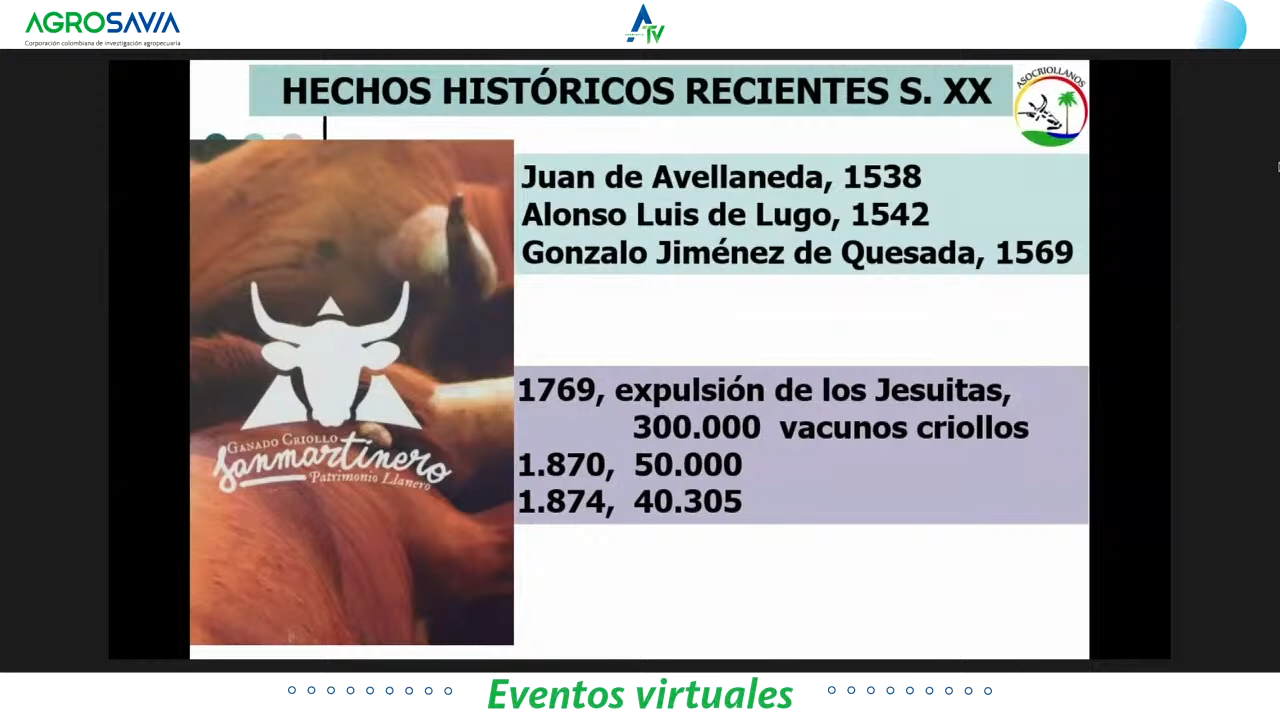 AGROSAVIA
Corporación colombiana de investigación agropecuaria
ATV
HECHOS HISTÓRICOS RECIENTES S. XX
ASOCRIOLLANOS
Juan de Avellaneda, 1538
Alonso Luis de Lugo, 1542
Gonzalo Jiménez de Quesada, 1569
GANADO CRIOLLO
Sanmartinero
Patrimonio Llanero
1769, expulsión de los Jesuitas,
300.000 vacunos criollos
1.870, 50.000
1.874, 40.305
Eventos virtuales